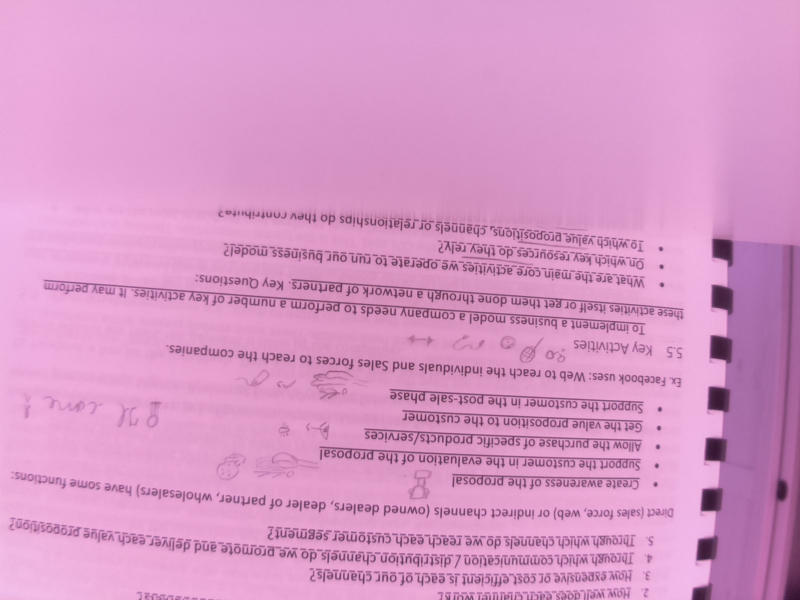 2. How well does each channel work?
3. How expensive or cost efficient is each of our channels?
4. Through which communication / distribution channels do we promote and deliver each value proposition?
5. Through which channels do we reach each customer segment?
Direct (sales force, web) or indirect channels (owned dealers, dealer of partner, wholesalers) have some functions:
• Create awareness of the proposal
• Support the customer in the evaluation of the proposal
• Allow the purchase of specific products/services
• Get the value proposition to the customer
• Support the customer in the post-sale phase
Ex. Facebook uses: Web to reach the individuals and Sales forces to reach the companies.
5.5 Key Activities
To implement a business model a company needs to perform a number of key activities. It may perform
these activities itself or get them done through a network of partners. Key Questions:
• What are the main core activities we operate to run our business model?
• On which key resources do they rely?
• To which value propositions, channels or relationships do they contribute?